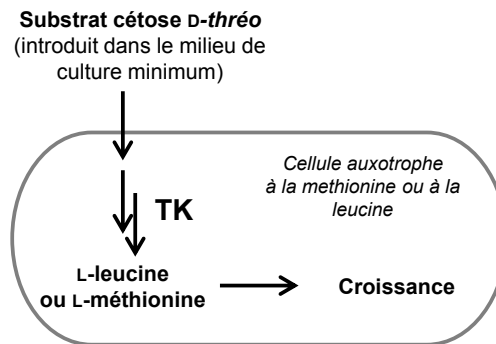 Substrat cétose D-thréo
(introduit dans le milieu de
culture minimum)
Cellule auxotrophe
à la methionine ou à la
leucine
TK
L-leucine
ou L-méthionine
Croissance